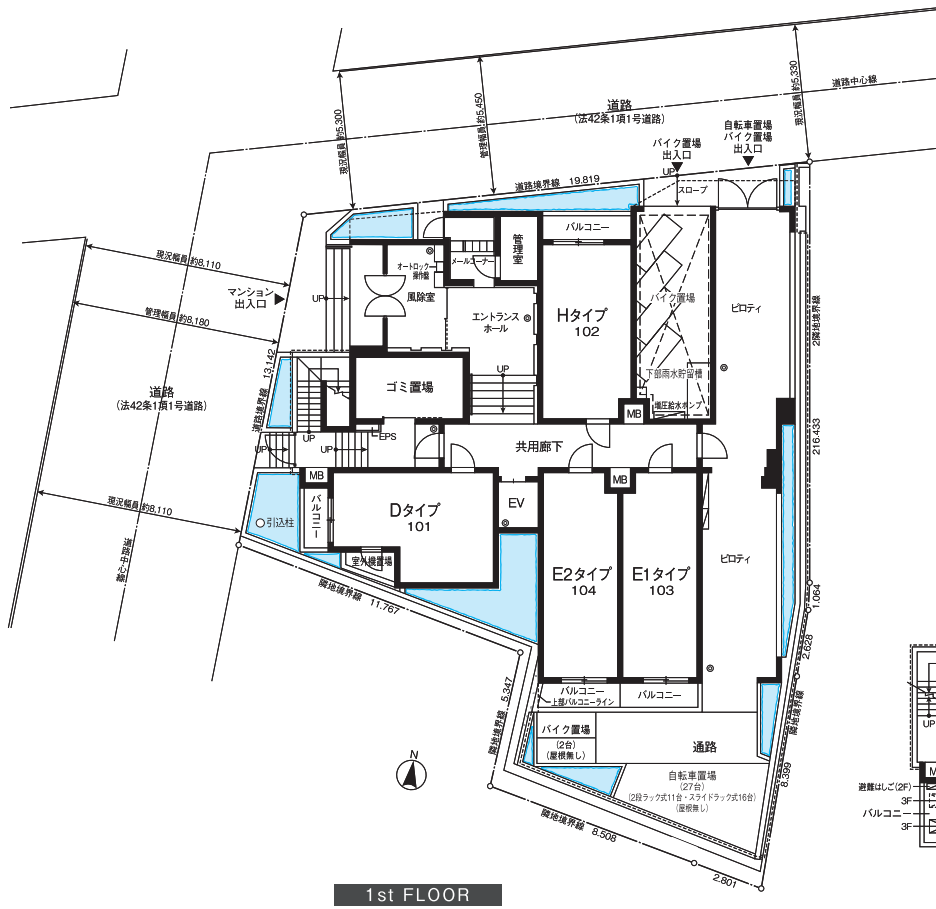 現況幅員 約5.300
管理幅員 約5.450
現況幅員 約5.330
道路中心線
道路
(法42条1項1号道路)
自転車置場
バイク置場
出入口
バイク置場
出入口
UP
スロープ
道路境界線 19.819
バルコニー
管理室
メールコーナー
オートロック
操作盤
風除室
UP
エントランス
ホール
Hタイプ
102
バイク置場
下部雨水貯留槽
増圧給水ポンプ
ピロティ
現況幅員 約8.110
マンション
出入口
管理幅員 約8.180
道路
(法42条1項1号道路)
道路境界線 13.142
ゴミ置場
UP
UP
MB
216.433
EPS
UP
UP
UP
共用廊下
MB
MB
EV
現況幅員 約8.110
道路中心線
引込柱
バルコニー
Dタイプ
101
室外機置場
E2タイプ
104
E1タイプ
103
ピロティ
隣地境界線 11.767
1.064
2.628
隣地境界線 5.347
バルコニー
上部バルコニーライン
バルコニー
バイク置場
(2台)
(屋根無し)
通路
自転車置場
(27台)
(2段ラック式11台・スライドラック式16台)
(屋根無し)
隣地境界線 8.399
隣地境界線 8.508
2.801
N
UP
避難はしご(2F)
3F
バルコニー
3F
1st FLOOR